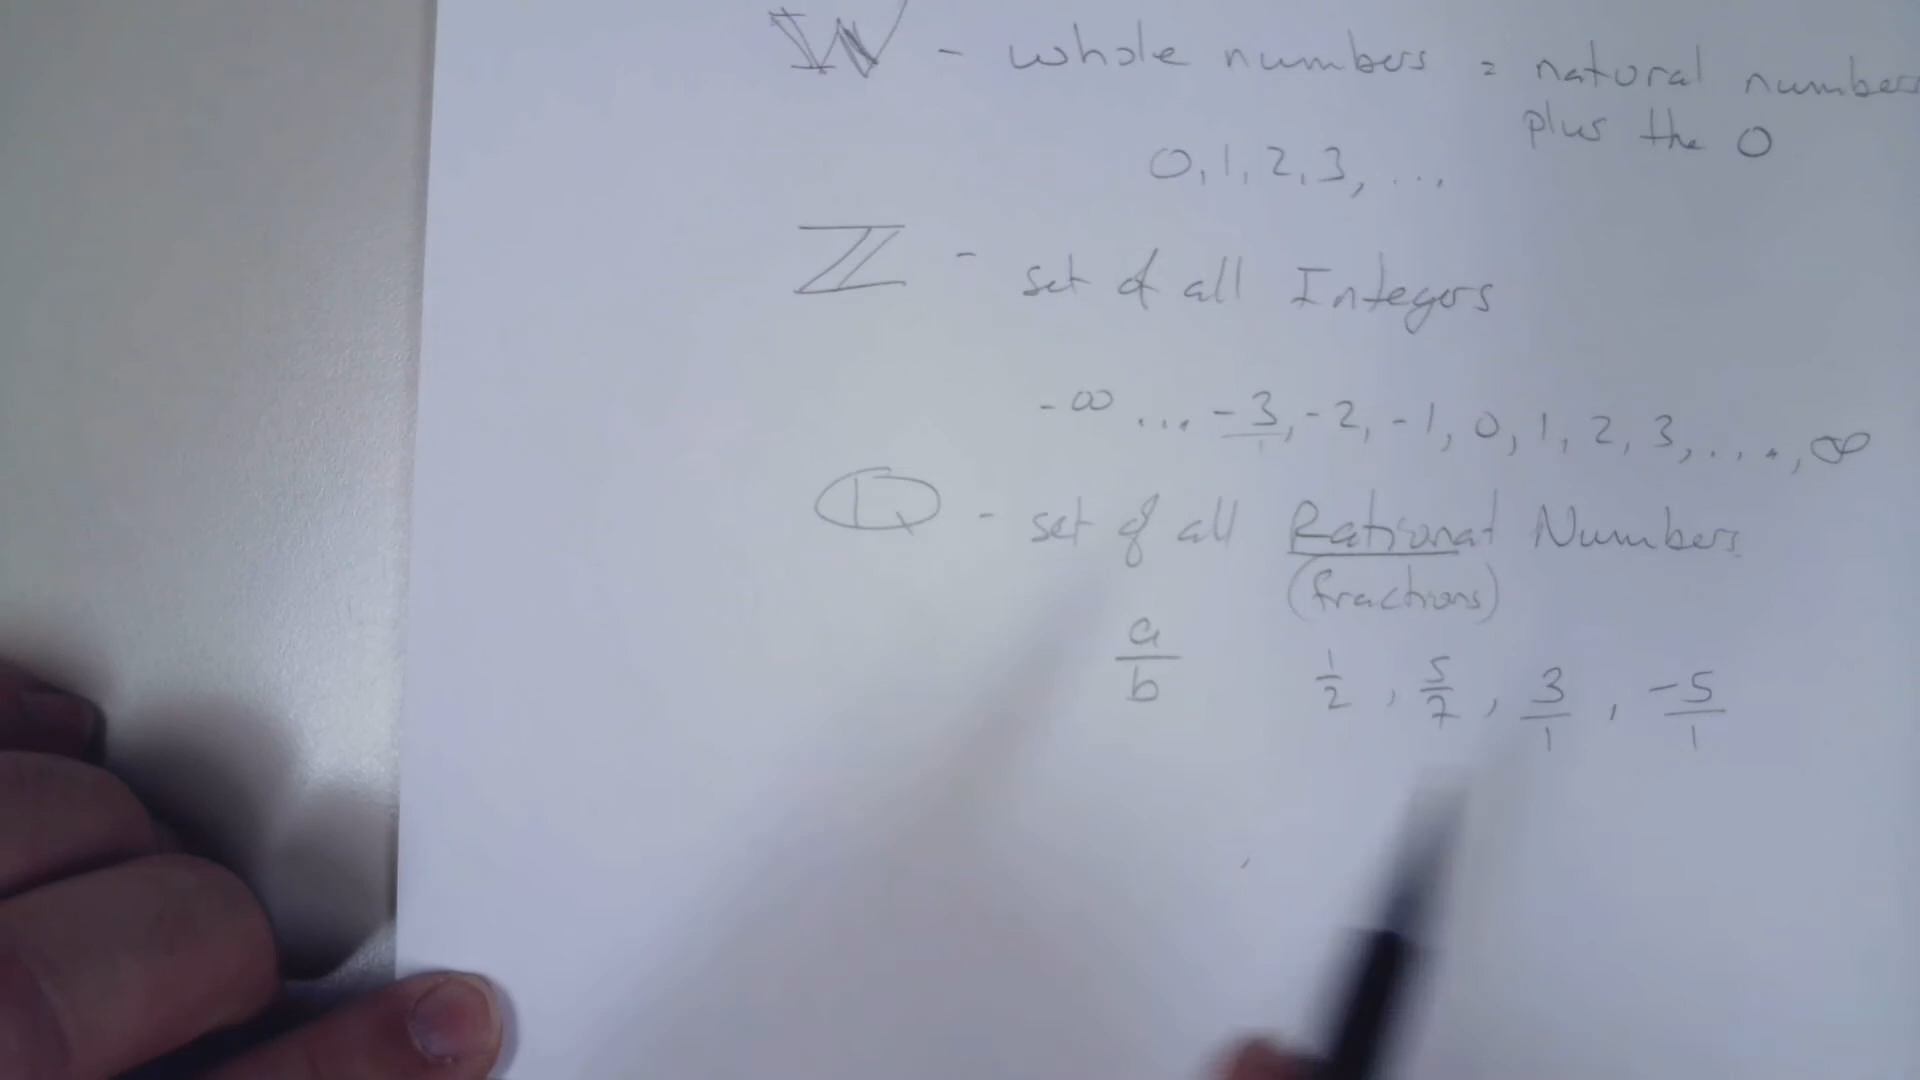 W - whole numbers = natural numbers
plus the 0
0, 1, 2, 3, ...
ℤ - set of all Integers
-∞ ... -3, -2, -1, 0, 1, 2, 3, ..., ∞
ℚ - set of all Rational Numbers
(fractions)
a/b 1/2, 5/7, 3/1, -5/1